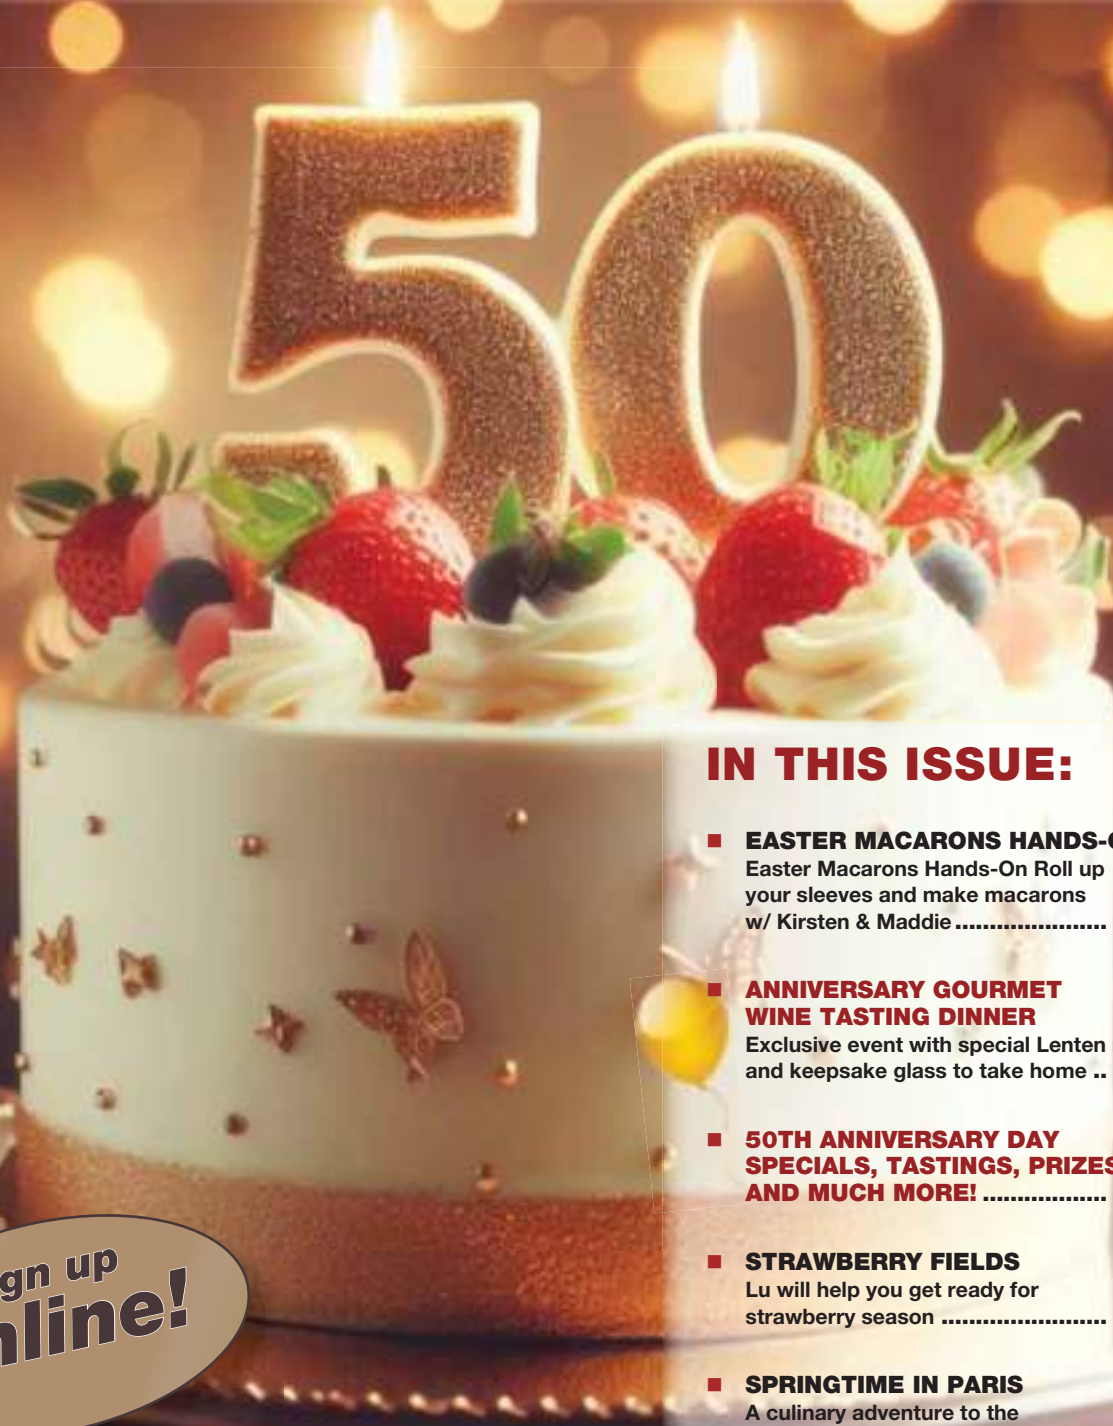 50
IN THIS ISSUE:
EASTER MACARONS HANDS-
Easter Macarons Hands-On Roll up
your sleeves and make macarons
w/ Kirsten & Maddie ......................
ANNIVERSARY GOURMET
WINE TASTING DINNER
Exclusive event with special Lenten
and keepsake glass to take home ..
50TH ANNIVERSARY DAY
SPECIALS, TASTINGS, PRIZES
AND MUCH MORE! ..................
STRAWBERRY FIELDS
Lu will help you get ready for
strawberry season ........................
SPRINGTIME IN PARIS
A culinary adventure to the
gn up
nline!